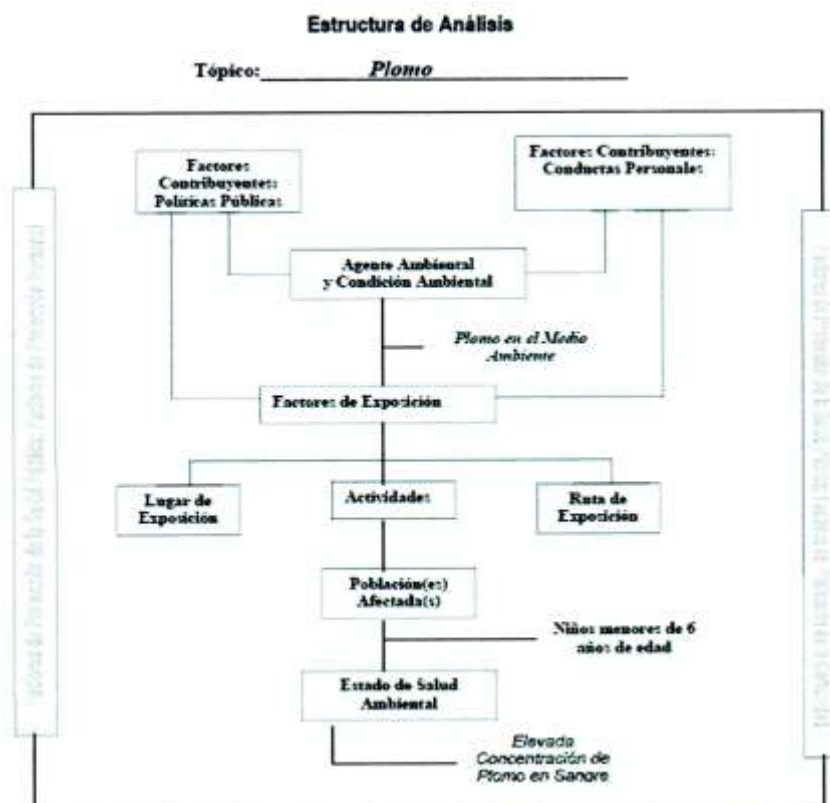 Estructura de Análisis
Tópico: Plomo
Factores
Contribuyentes:
Políticas Públicas
Factores Contribuyentes:
Conductas Personales
Agente Ambiental
y Condición Ambiental
Plomo en el Medio
Ambiente
Factores de Exposición
Lugar de
Exposición
Actividades
Ruta de
Exposición
Población(es)
Afectada(s)
Niños menores de 6
años de edad
Estado de Salud
Ambiental
Elevada
Concentración de
Plomo en Sangre